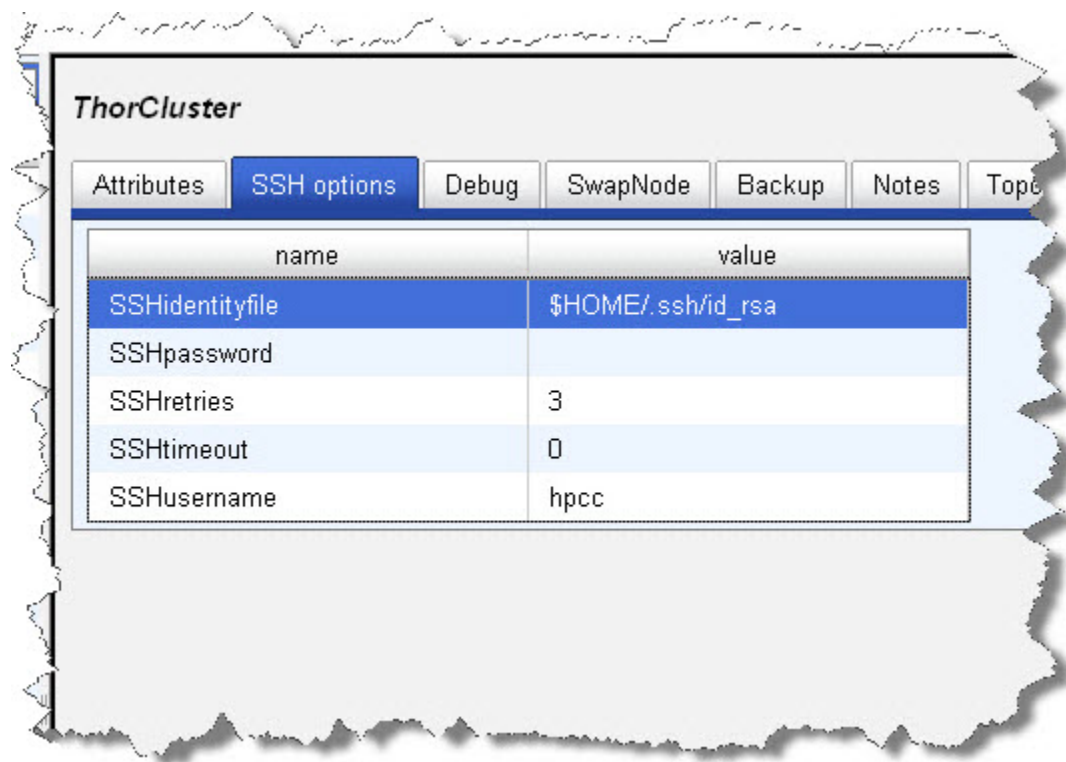 ThorCluster
Attributes SSH options Debug SwapNode Backup Notes
name value
SSHidentityfile $HOME/.ssh/id_rsa
SSHpassword
SSHretries 3
SSHtimeout 0
SSHusername hpcc